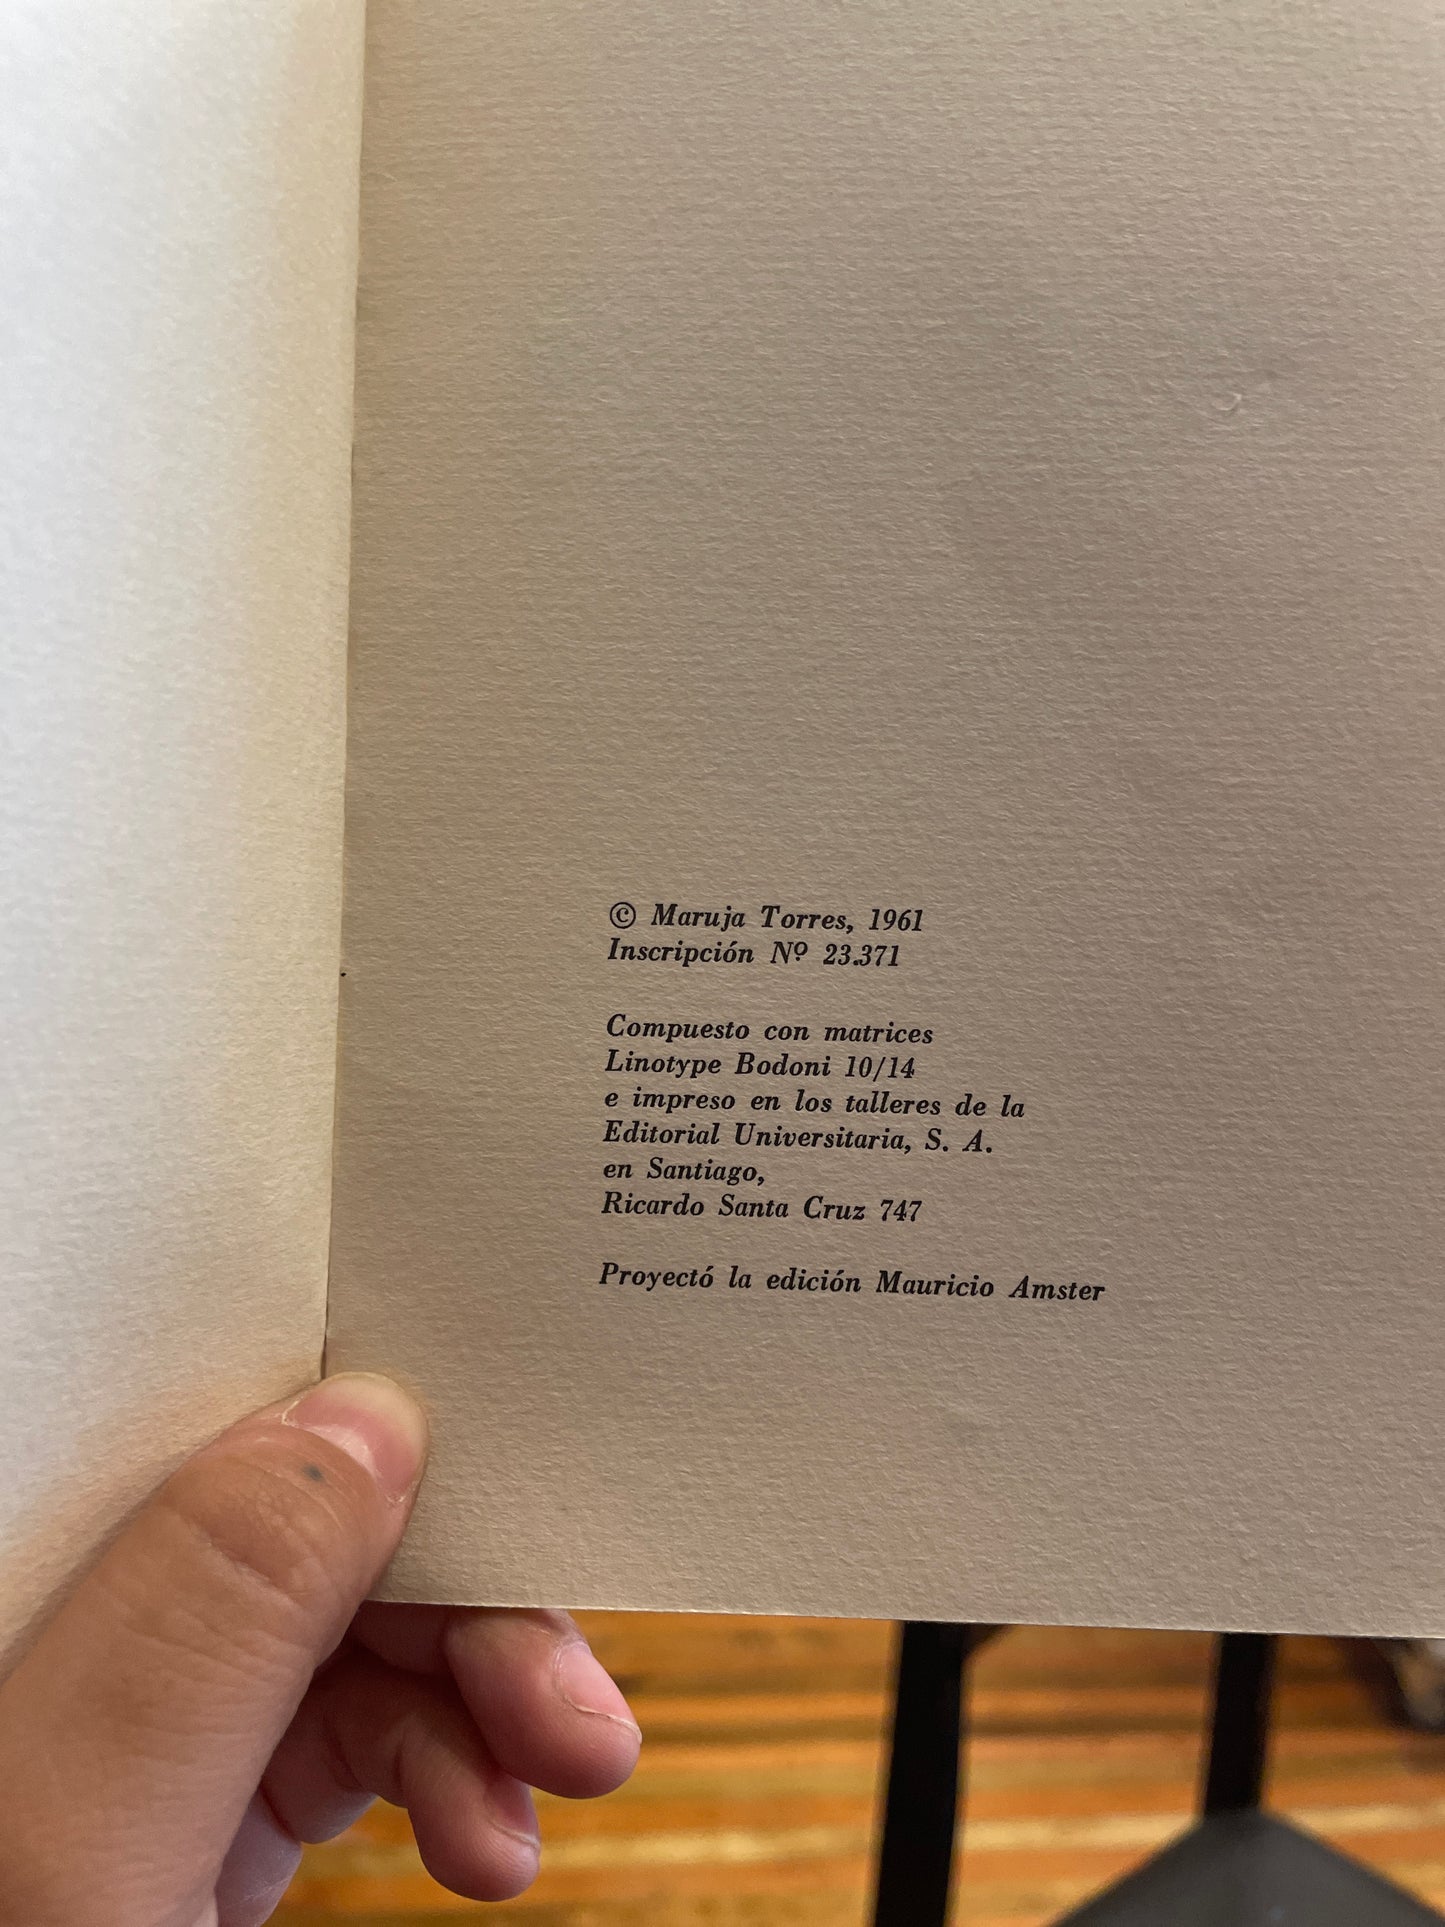 © Maruja Torres, 1961
Inscripción Nº 23.371
Compuesto con matrices
Linotype Bodoni 10/14
e impreso en los talleres de la
Editorial Universitaria, S. A.
en Santiago,
Ricardo Santa Cruz 747
Proyectó la edición Mauricio Amster